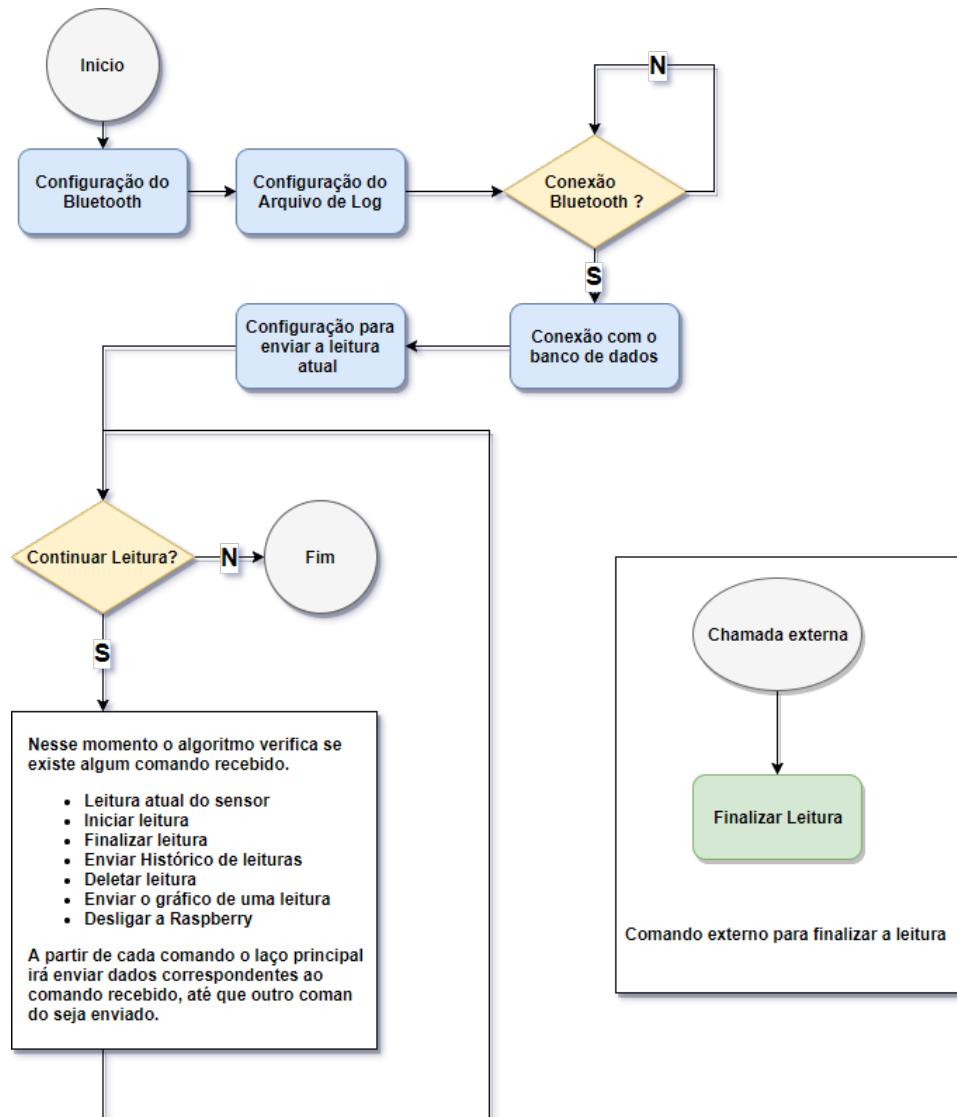 Inicio
N
Configuração do
Bluetooth
Configuração do
Arquivo de Log
Conexão
Bluetooth ?
S
Configuração para
enviar a leitura
atual
Conexão com o
banco de dados
Continuar Leitura?
N
Fim
S
Nesse momento o algoritmo verifica se
existe algum comando recebido.
• Leitura atual do sensor
• Iniciar leitura
• Finalizar leitura
• Enviar Histórico de leituras
• Deletar leitura
• Enviar o gráfico de uma leitura
• Desligar a Raspberry
A partir de cada comando o laço principal
irá enviar dados correspondentes ao
comando recebido, até que outro coman
do seja enviado.
Chamada externa
Finalizar Leitura
Comando externo para finalizar a leitura